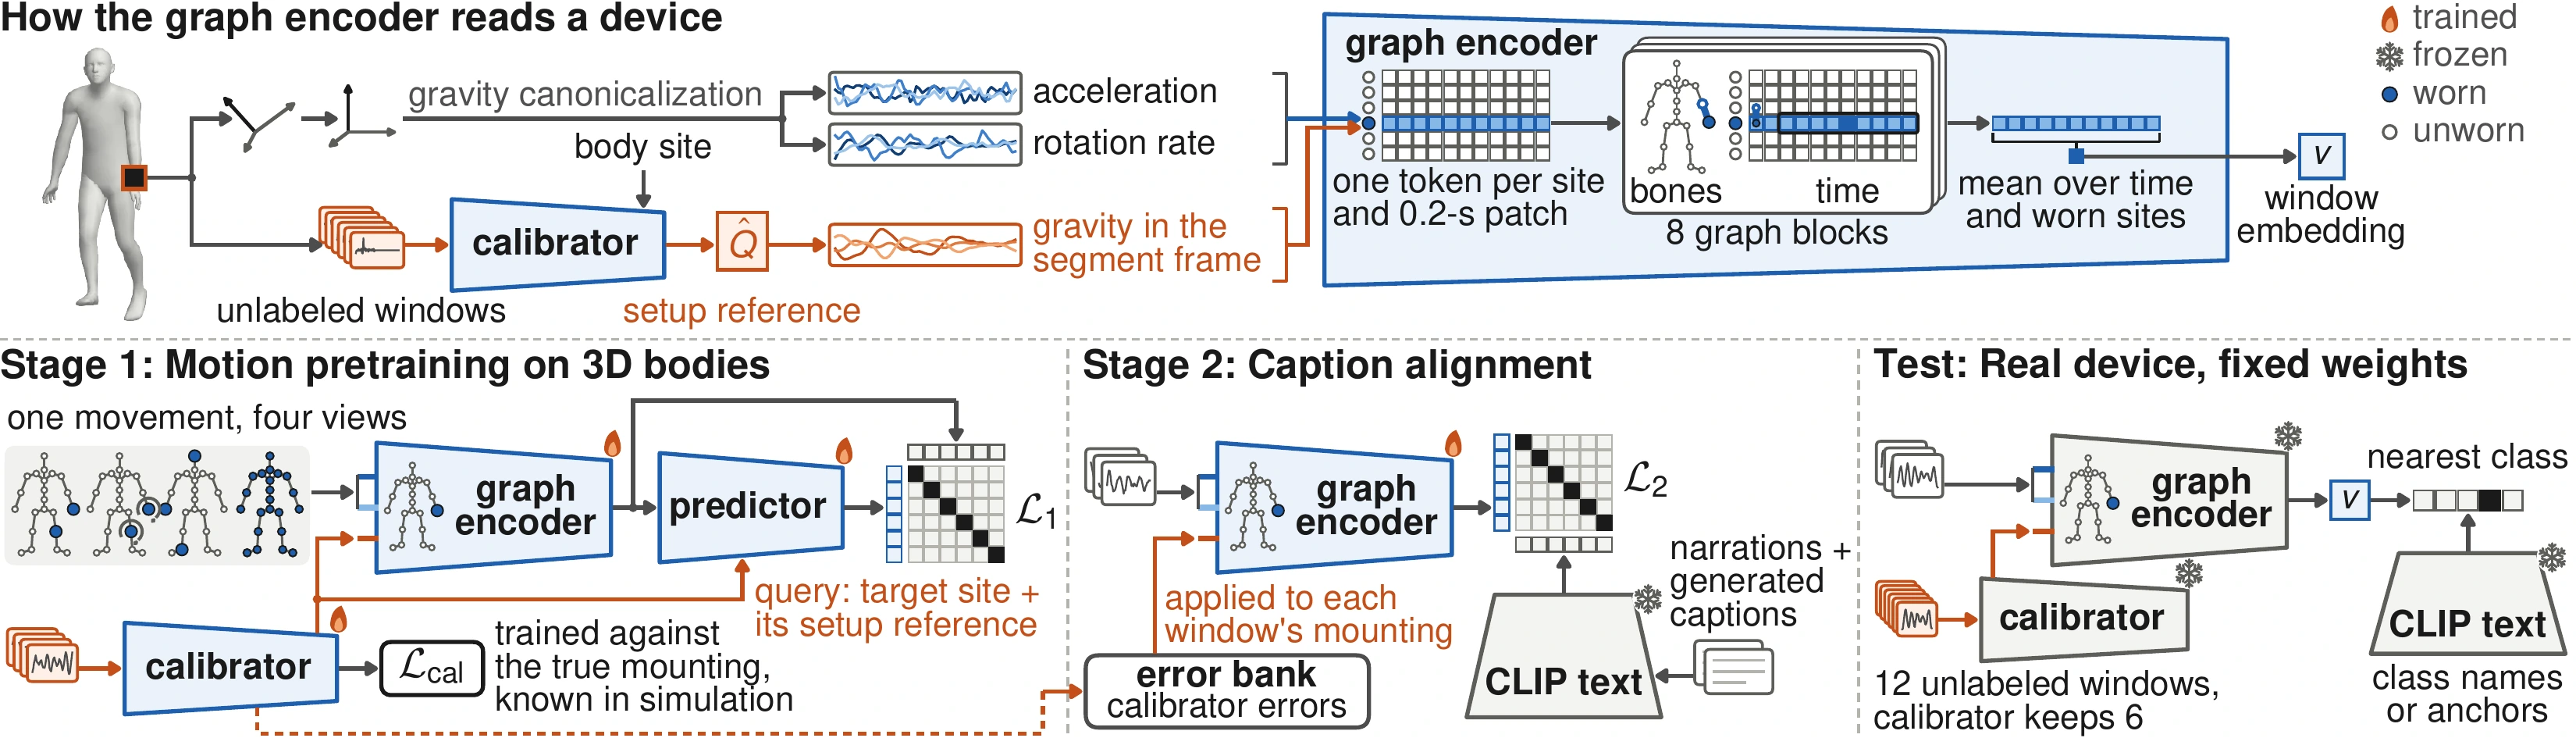 How the graph encoder reads a device
gravity canonicalization
body site
acceleration
rotation rate
unlabeled windows
calibrator
Q̂
setup reference
gravity in the
segment frame
graph encoder
one token per site
and 0.2-s patch
bones
time
8 graph blocks
mean over time
and worn sites
v
window
embedding
trained
frozen
worn
unworn
Stage 1: Motion pretraining on 3D bodies
one movement, four views
graph
encoder
predictor
ℒ1
query: target site +
its setup reference
calibrator
ℒcal
trained against
the true mounting,
known in simulation
Stage 2: Caption alignment
graph
encoder
ℒ2
applied to each
window's mounting
error bank
calibrator errors
narrations +
generated
captions
CLIP text
Test: Real device, fixed weights
graph
encoder
v
nearest class
calibrator
12 unlabeled windows,
calibrator keeps 6
CLIP text
class names
or anchors